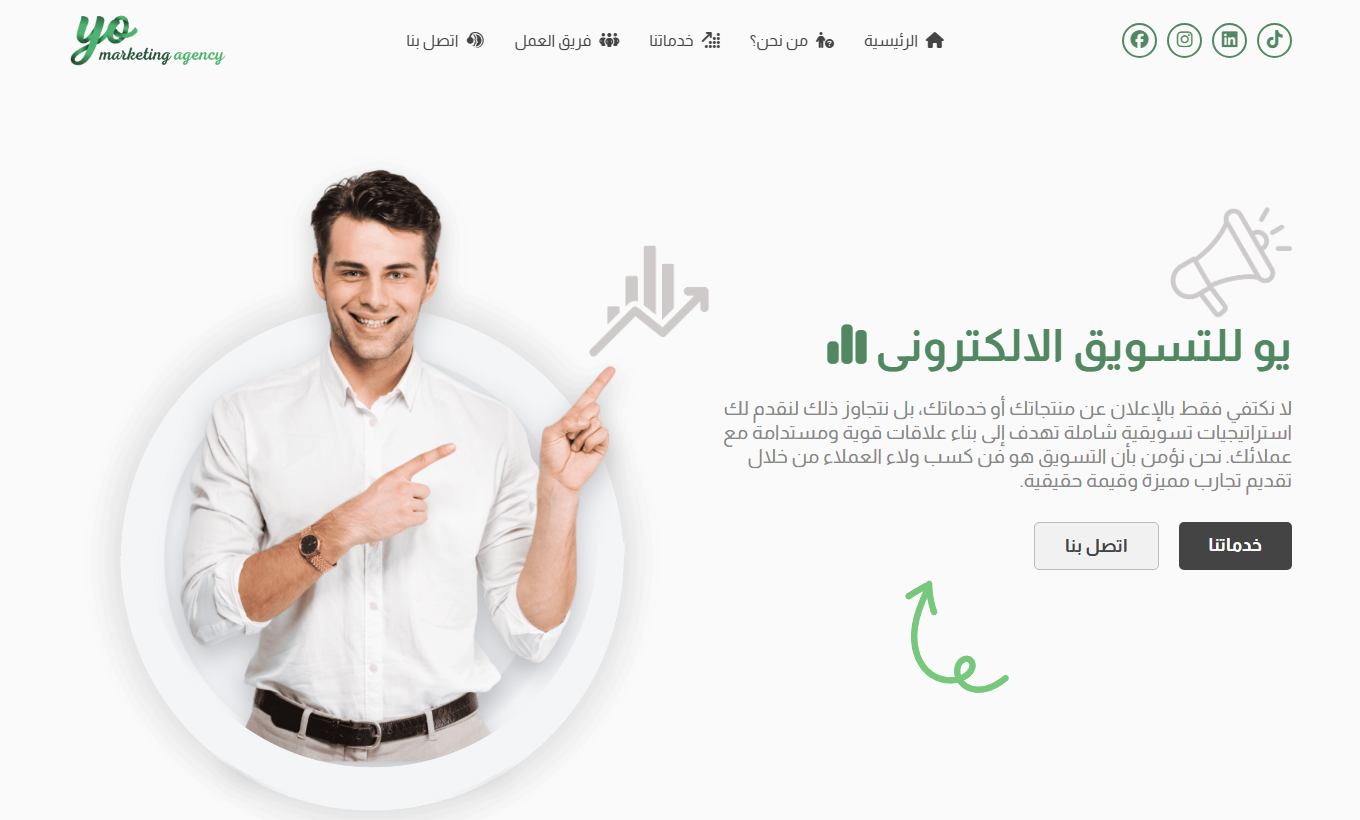 yo
marketing agency
الرئيسية
من نحن؟
خدماتنا
فريق العمل
اتصل بنا
يو للتسويق الالكترونى
لا نكتفي فقط بالإعلان عن منتجاتك أو خدماتك، بل نتجاوز ذلك لنقدم لك
استراتيجيات تسويقية شاملة تهدف إلى بناء علاقات قوية ومستدامة مع
عملائك. نحن نؤمن بأن التسويق هو فن كسب ولاء العملاء من خلال
تقديم تجارب مميزة وقيمة حقيقية.
خدماتنا
اتصل بنا